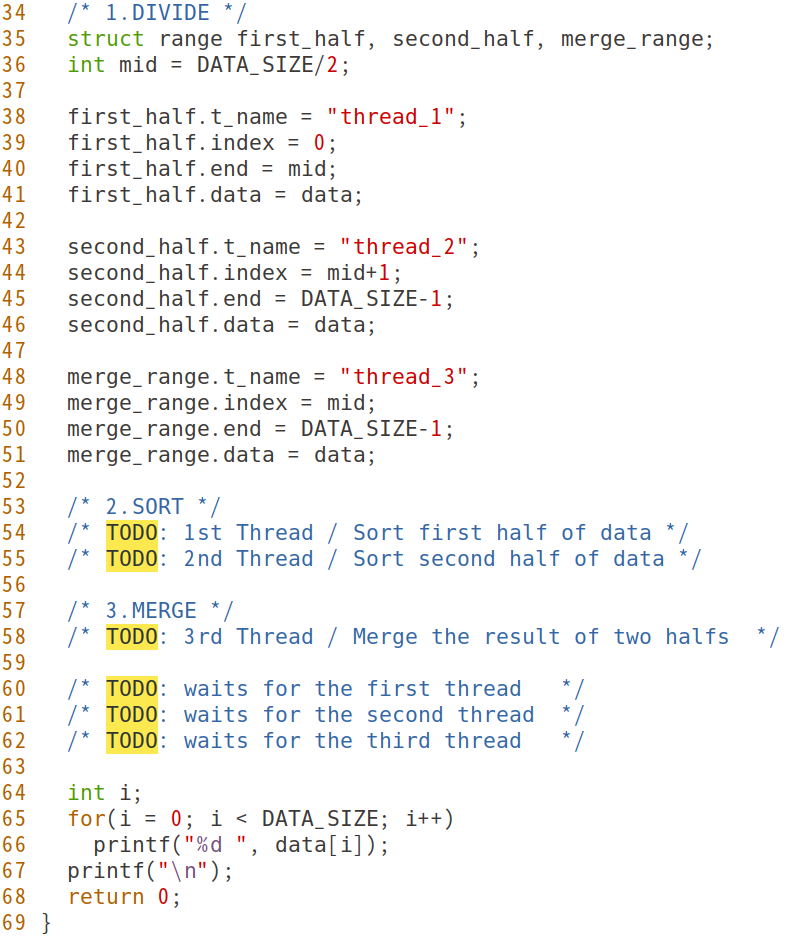 34   /* 1.DIVIDE */
35   struct range first_half, second_half, merge_range;
36   int mid = DATA_SIZE/2;
37
38   first_half.t_name = "thread_1";
39   first_half.index = 0;
40   first_half.end = mid;
41   first_half.data = data;
42
43   second_half.t_name = "thread_2";
44   second_half.index = mid+1;
45   second_half.end = DATA_SIZE-1;
46   second_half.data = data;
47
48   merge_range.t_name = "thread_3";
49   merge_range.index = mid;
50   merge_range.end = DATA_SIZE-1;
51   merge_range.data = data;
52
53   /* 2.SORT */
54   /* TODO: 1st Thread / Sort first half of data */
55   /* TODO: 2nd Thread / Sort second half of data */
56
57   /* 3.MERGE */
58   /* TODO: 3rd Thread / Merge the result of two halfs  */
59
60   /* TODO: waits for the first thread   */
61   /* TODO: waits for the second thread  */
62   /* TODO: waits for the third thread   */
63
64   int i;
65   for(i = 0; i < DATA_SIZE; i++)
66     printf("%d ", data[i]);
67   printf("\n");
68   return 0;
69 }